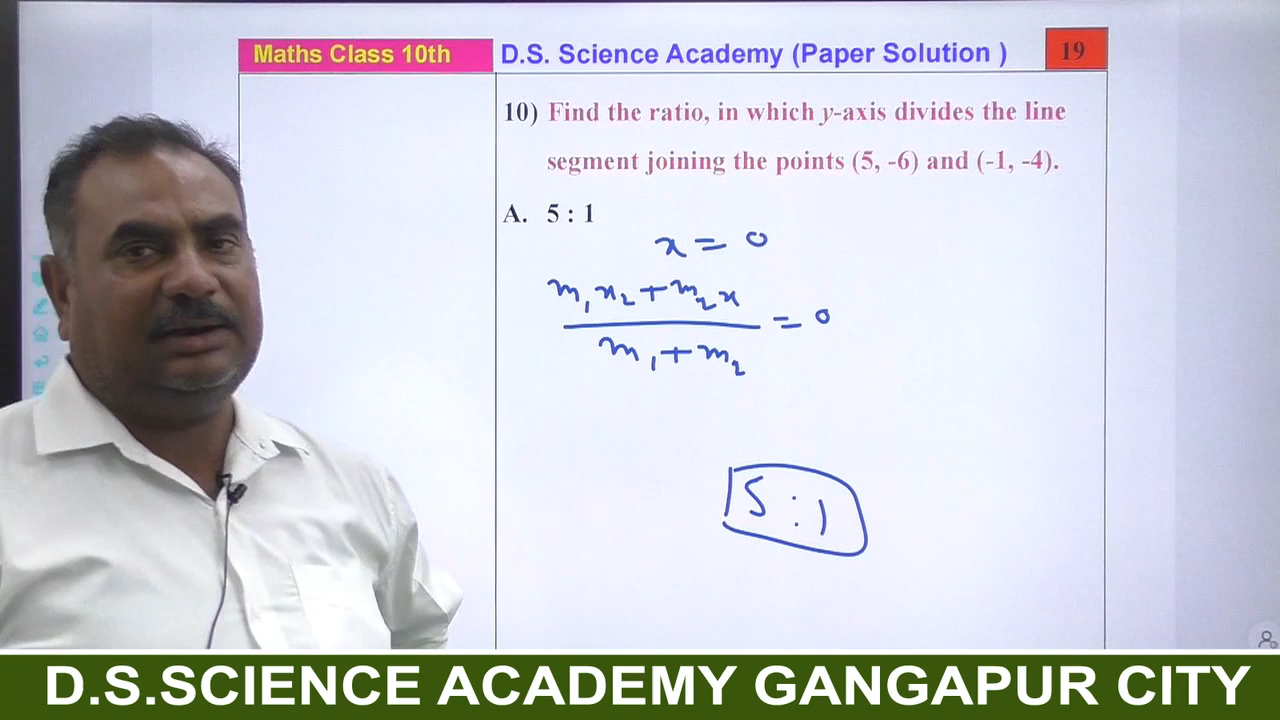 Maths Class 10th
D.S. Science Academy (Paper Solution )
19
10) Find the ratio, in which y-axis divides the line
segment joining the points (5, -6) and (-1, -4).
A. 5 : 1
x = 0
m₁x₂+m₂x
= 0
m₁+m₂
5 : 1
D.S.SCIENCE ACADEMY GANGAPUR CITY